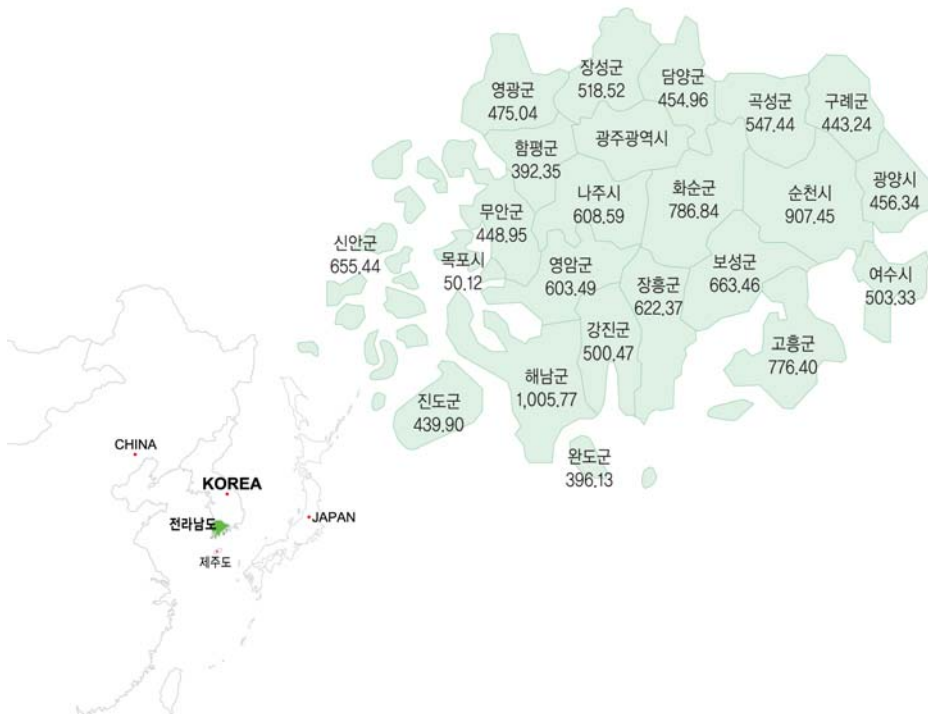 장성군
518.52
담양군
454.96
영광군
475.04
곡성군
547.44
구례군
443.24
광주광역시
함평군
392.35
광양시
456.34
나주시
608.59
화순군
786.84
순천시
907.45
무안군
448.95
신안군
655.44
목포시
50.12
영암군
603.49
보성군
663.46
장흥군
622.37
여수시
503.33
강진군
500.47
고흥군
776.40
해남군
1,005.77
진도군
439.90
완도군
396.13
CHINA
KOREA
전라남도
JAPAN
제주도